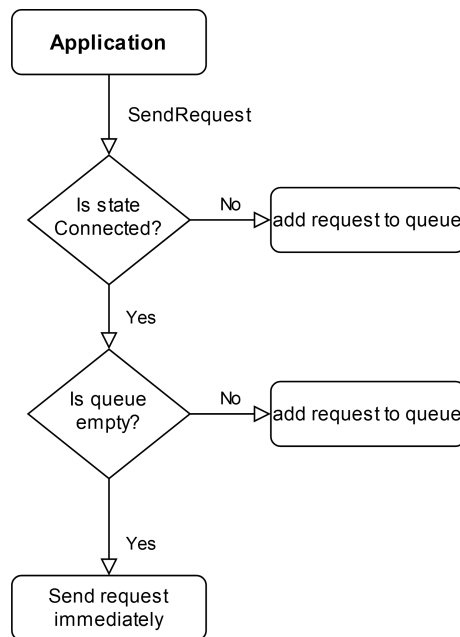 Application
SendRequest
Is state
Connected?
No
add request to queue
Yes
Is queue
empty?
No
add request to queue
Yes
Send request
immediately